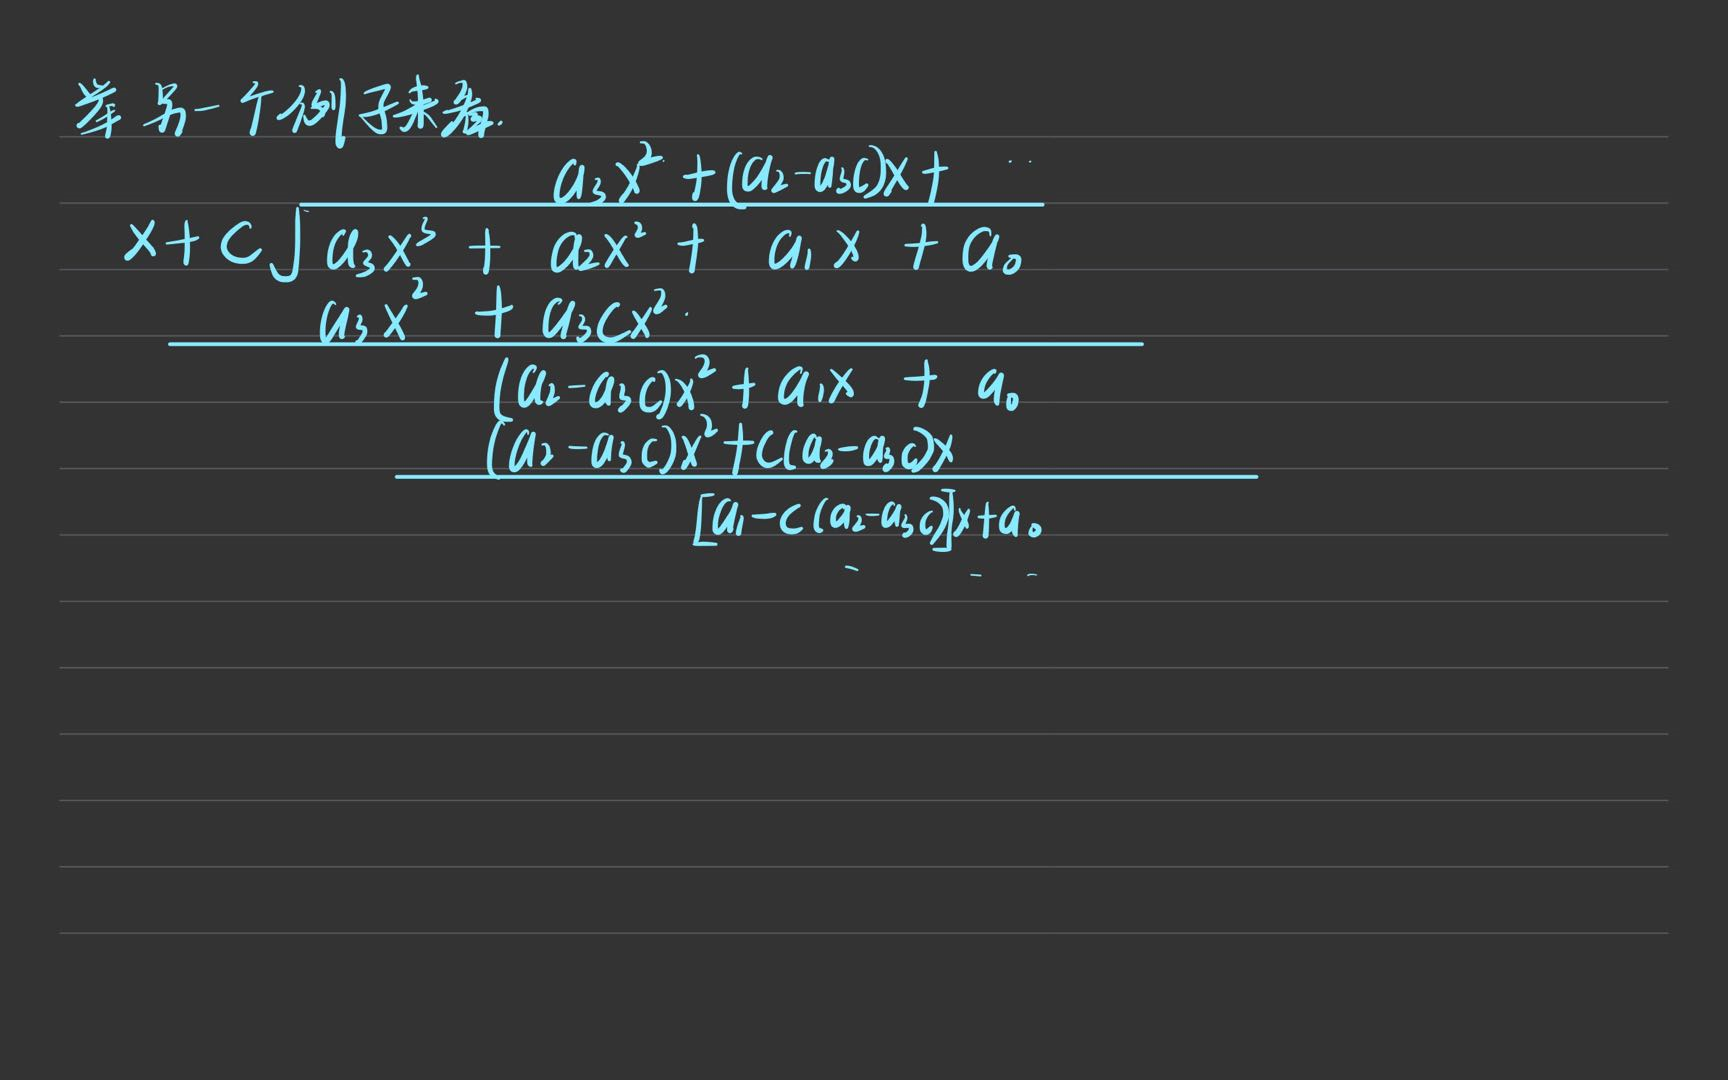 举另一个例子来看.
a₃x² + (a₂-a₃c)x + ··
x + c ⟌ a₃x³ + a₂x² + a₁x + a₀
a₃x² + a₃cx² ·
(a₂-a₃c)x² + a₁x + a₀
(a₂-a₃c)x² + c(a₂-a₃c)x
[a₁-c(a₂-a₃c)]x+a₀
- - -